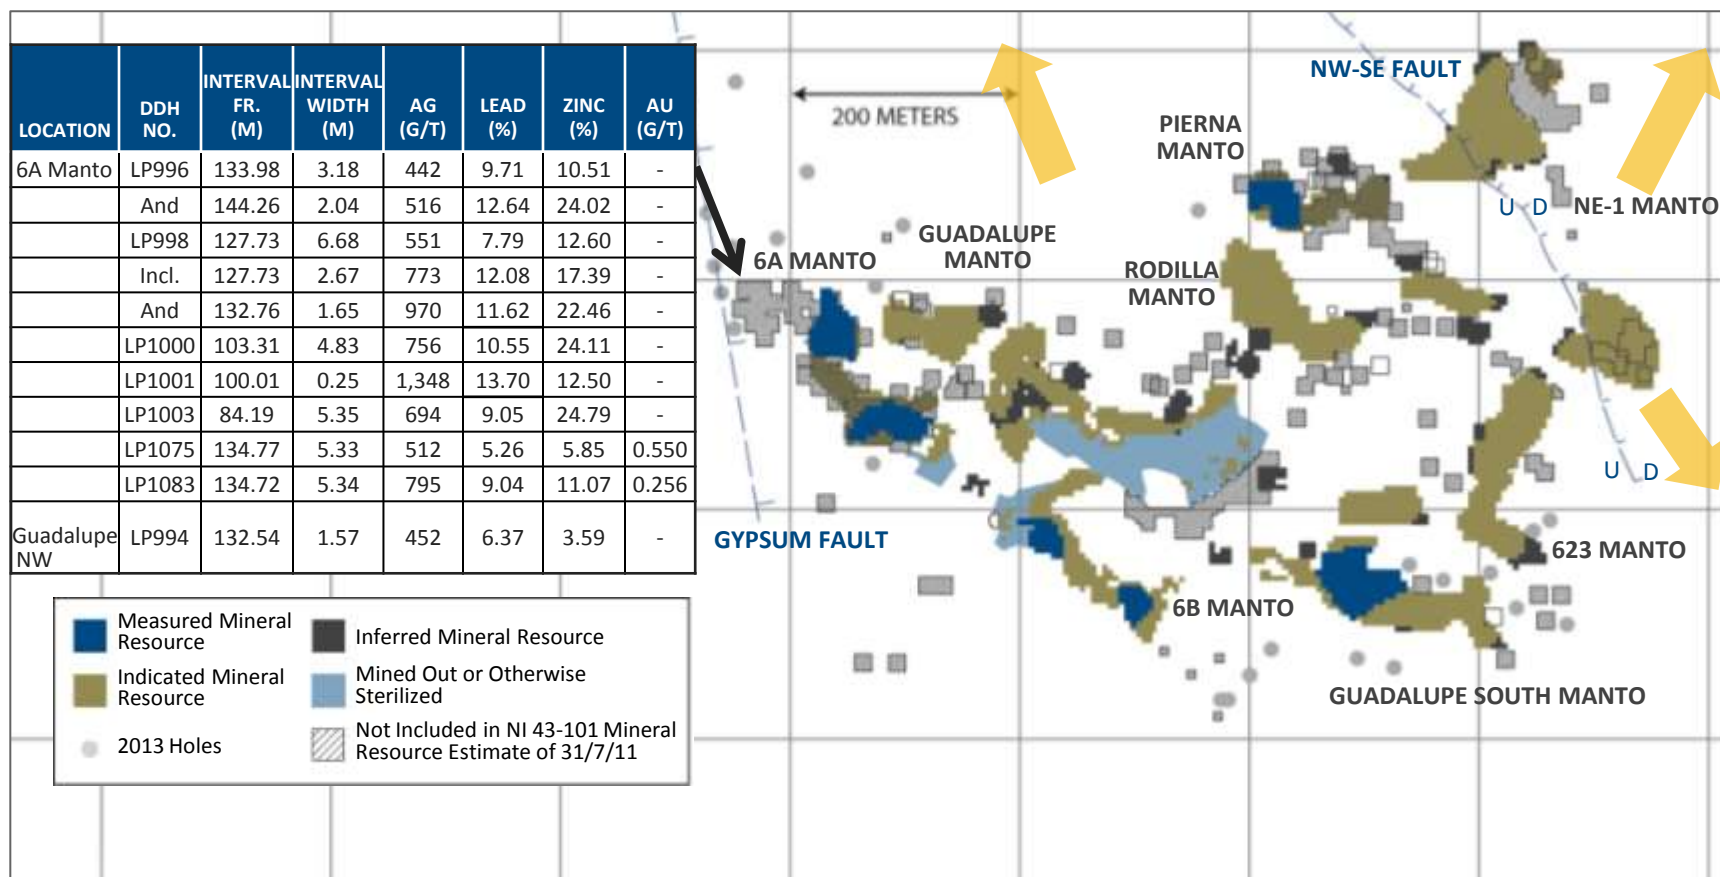 LOCATION DDH NO. INTERVAL FR. (M) INTERVAL WIDTH (M) AG (G/T) LEAD (%) ZINC (%) AU (G/T)
6A Manto LP996 133.98 3.18 442 9.71 10.51 -
And 144.26 2.04 516 12.64 24.02 -
LP998 127.73 6.68 551 7.79 12.60 -
Incl. 127.73 2.67 773 12.08 17.39 -
And 132.76 1.65 970 11.62 22.46 -
LP1000 103.31 4.83 756 10.55 24.11 -
LP1001 100.01 0.25 1,348 13.70 12.50 -
LP1003 84.19 5.35 694 9.05 24.79 -
LP1075 134.77 5.33 512 5.26 5.85 0.550
LP1083 134.72 5.34 795 9.04 11.07 0.256
Guadalupe NW LP994 132.54 1.57 452 6.37 3.59 -
200 METERS
NW-SE FAULT
PIERNA
MANTO
U D
NE-1 MANTO
GUADALUPE
MANTO
6A MANTO
RODILLA
MANTO
U D
GYPSUM FAULT
623 MANTO
6B MANTO
GUADALUPE SOUTH MANTO
Measured Mineral
Resource
Indicated Mineral
Resource
2013 Holes
Inferred Mineral Resource
Mined Out or Otherwise
Sterilized
Not Included in NI 43-101 Mineral
Resource Estimate of 31/7/11